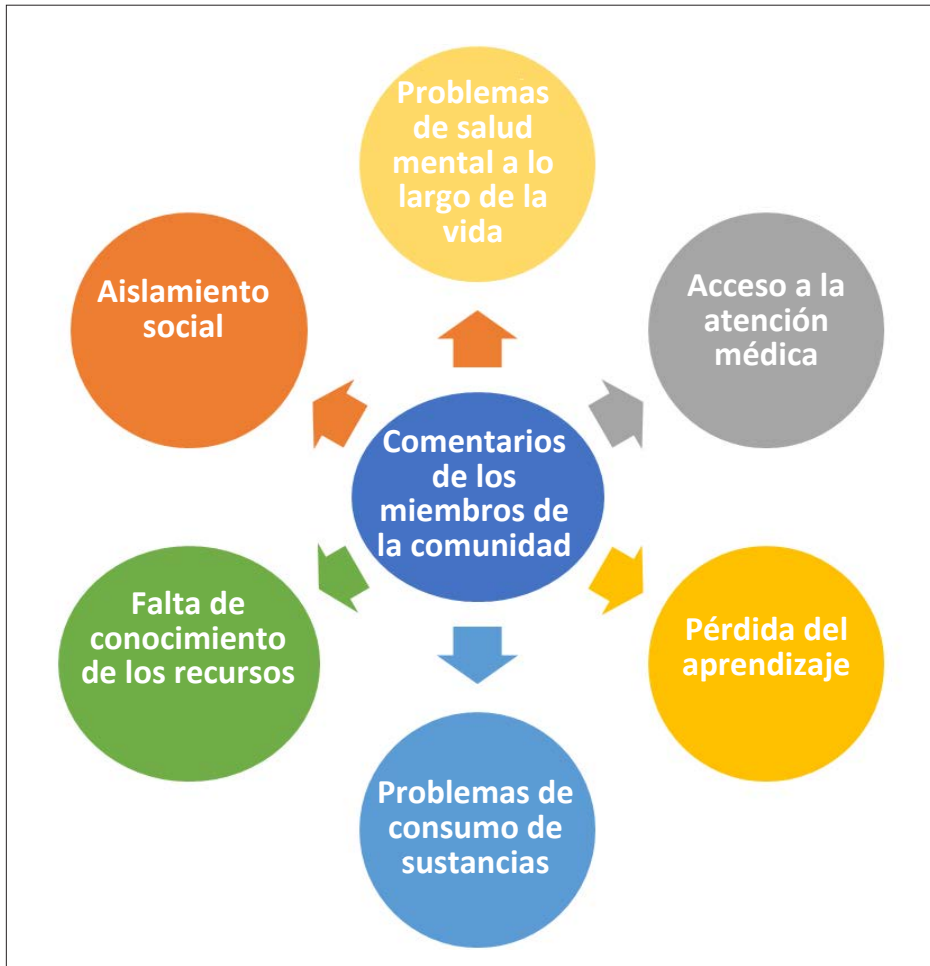 Problemas
de salud
mental a lo
largo de la
vida
Aislamiento
social
Acceso a la
atención
médica
Comentarios
de los
miembros de
la comunidad
Falta de
conocimiento
de los recursos
Pérdida del
aprendizaje
Problemas de
consumo de
sustancias